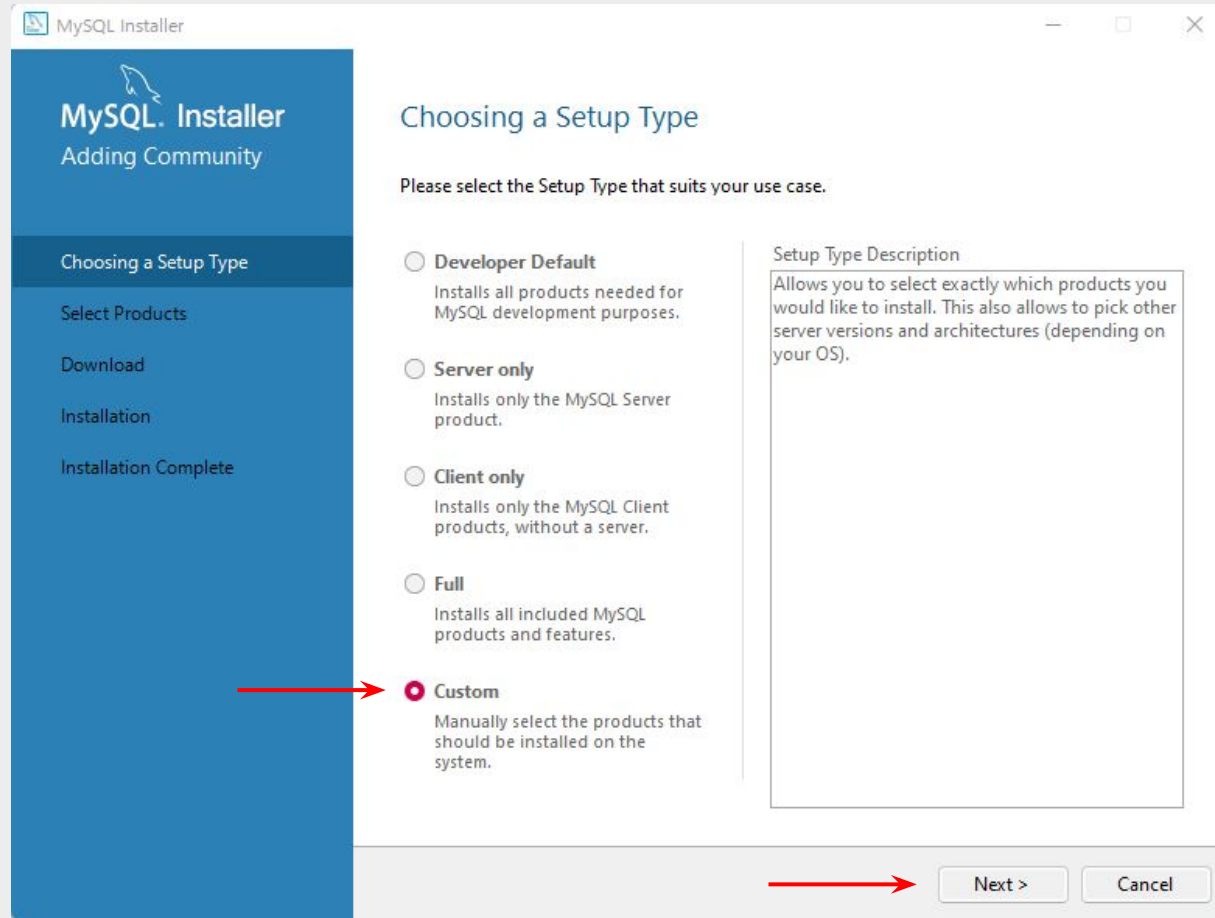 MySQL Installer
MySQL. Installer
Adding Community
Choosing a Setup Type
Select Products
Download
Installation
Installation Complete
Choosing a Setup Type
Please select the Setup Type that suits your use case.
Developer Default
Installs all products needed for
MySQL development purposes.
Server only
Installs only the MySQL Server
product.
Client only
Installs only the MySQL Client
products, without a server.
Full
Installs all included MySQL
products and features.
Custom
Manually select the products that
should be installed on the
system.
Setup Type Description
Allows you to select exactly which products you
would like to install. This also allows to pick other
server versions and architectures (depending on
your OS).
Next >
Cancel